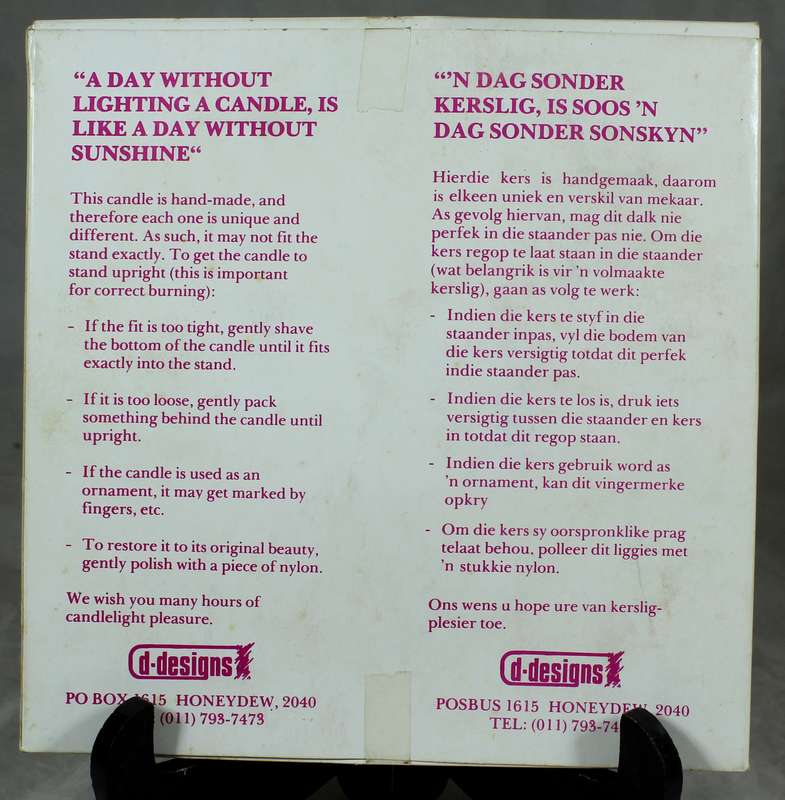 “A DAY WITHOUT
LIGHTING A CANDLE, IS
LIKE A DAY WITHOUT
SUNSHINE“
This candle is hand-made, and
therefore each one is unique and
different. As such, it may not fit the
stand exactly. To get the candle to
stand upright (this is important
for correct burning):
- If the fit is too tight, gently shave
the bottom of the candle until it fits
exactly into the stand.
- If it is too loose, gently pack
something behind the candle until
upright.
- If the candle is used as an
ornament, it may get marked by
fingers, etc.
- To restore it to its original beauty,
gently polish with a piece of nylon.
We wish you many hours of
candlelight pleasure.
d-designs
PO BOX 1615 HONEYDEW, 2040
(011) 793-7473
“’N DAG SONDER
KERSLIG, IS SOOS ’N
DAG SONDER SONSKYN”
Hierdie kers is handgemaak, daarom
is elkeen uniek en verskil van mekaar.
As gevolg hiervan, mag dit dalk nie
perfek in die staander pas nie. Om die
kers regop te laat staan in die staander
(wat belangrik is vir ’n volmaakte
kerslig), gaan as volg te werk:
- Indien die kers te styf in die
staander inpas, vyl die bodem van
die kers versigtig totdat dit perfek
indie staander pas.
- Indien die kers te los is, druk iets
versigtig tussen die staander en kers
in totdat dit regop staan.
- Indien die kers gebruik word as
’n ornament, kan dit vingermerke
opkry
- Om die kers sy oorspronklike prag
telaat behou, polleer dit liggies met
’n stukkie nylon.
Ons wens u hope ure van kerslig-
plesier toe.
d-designs
POSBUS 1615 HONEYDEW, 2040
TEL: (011) 793-74